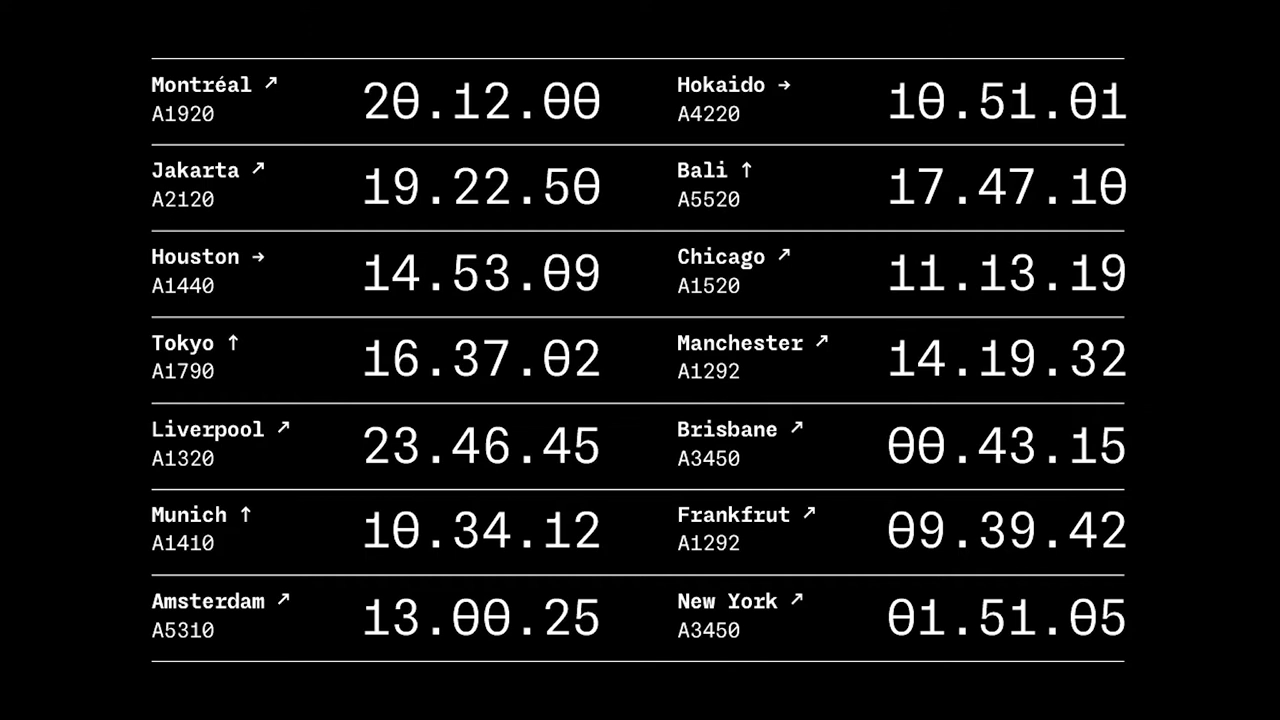 Montréal ↗
A1920
20.12.00
Hokaido →
A4220
10.51.01
Jakarta ↗
A2120
19.22.50
Bali ↑
A5520
17.47.10
Houston →
A1440
14.53.09
Chicago ↗
A1520
11.13.19
Tokyo ↑
A1790
16.37.02
Manchester ↗
A1292
14.19.32
Liverpool ↗
A1320
23.46.45
Brisbane ↗
A3450
00.43.15
Munich ↑
A1410
10.34.12
Frankfrut ↗
A1292
09.39.42
Amsterdam ↗
A5310
13.00.25
New York ↗
A3450
01.51.05